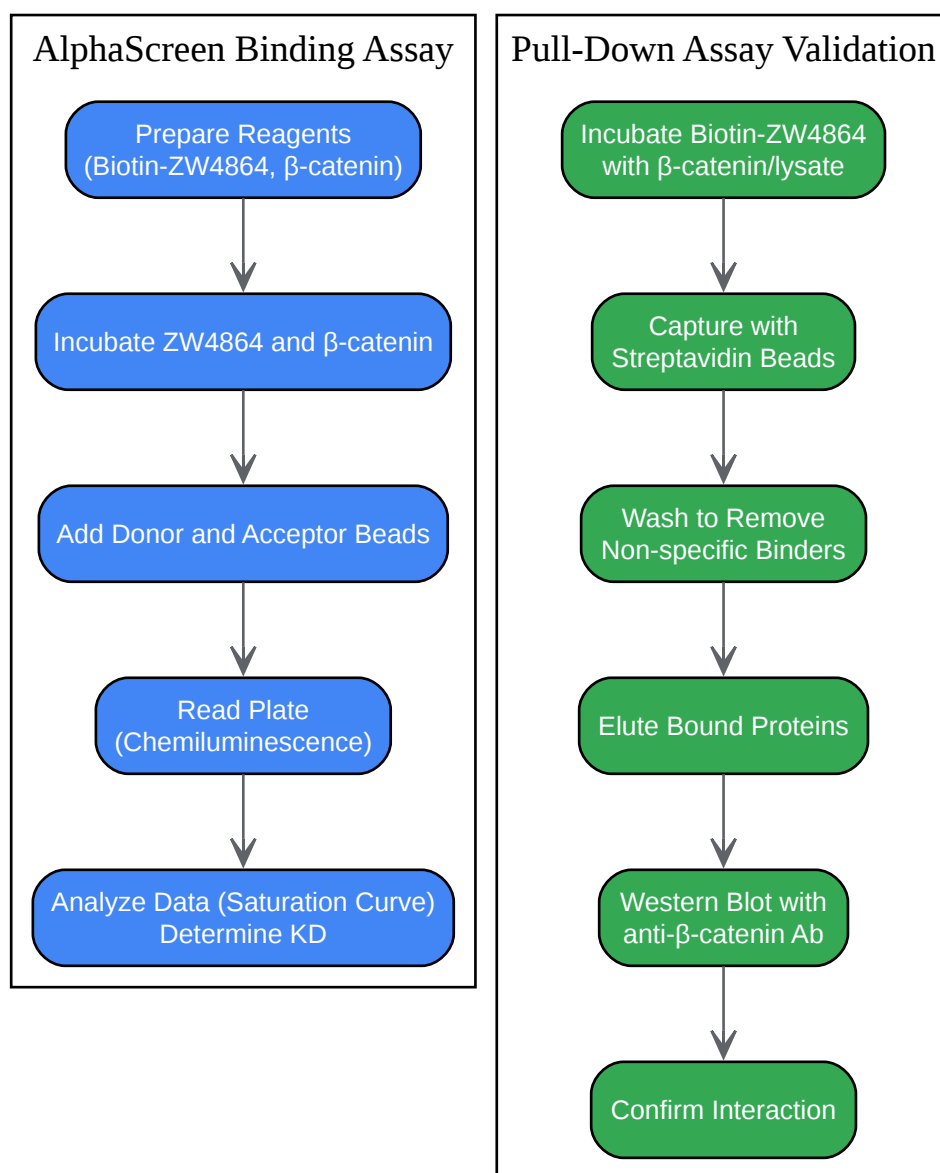 AlphaScreen Binding Assay
Prepare Reagents
(Biotin-ZW4864, β-catenin)
Incubate ZW4864 and β-catenin
Add Donor and Acceptor Beads
Read Plate
(Chemiluminescence)
Analyze Data (Saturation Curve)
Determine KD
Pull-Down Assay Validation
Incubate Biotin-ZW4864
with β-catenin/lysate
Capture with
Streptavidin Beads
Wash to Remove
Non-specific Binders
Elute Bound Proteins
Western Blot with
anti-β-catenin Ab
Confirm Interaction